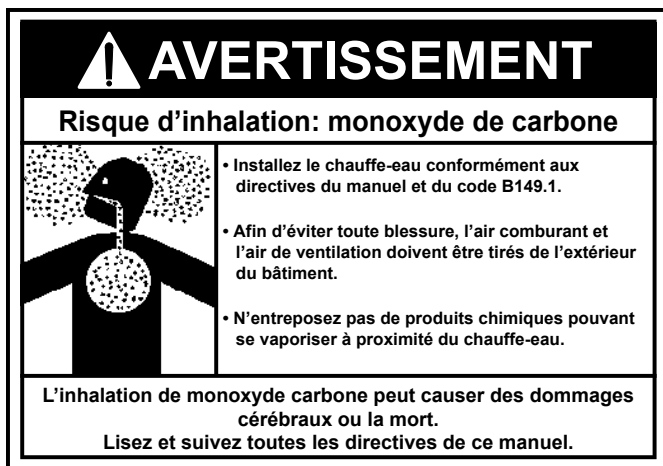 AVERTISSEMENT
Risque d’inhalation: monoxyde de carbone
• Installez le chauffe-eau conformément aux
directives du manuel et du code B149.1.
• Afin d’éviter toute blessure, l’air comburant et
l’air de ventilation doivent être tirés de l’extérieur
du bâtiment.
• N’entreposez pas de produits chimiques pouvant
se vaporiser à proximité du chauffe-eau.
L’inhalation de monoxyde carbone peut causer des dommages
cérébraux ou la mort.
Lisez et suivez toutes les directives de ce manuel.